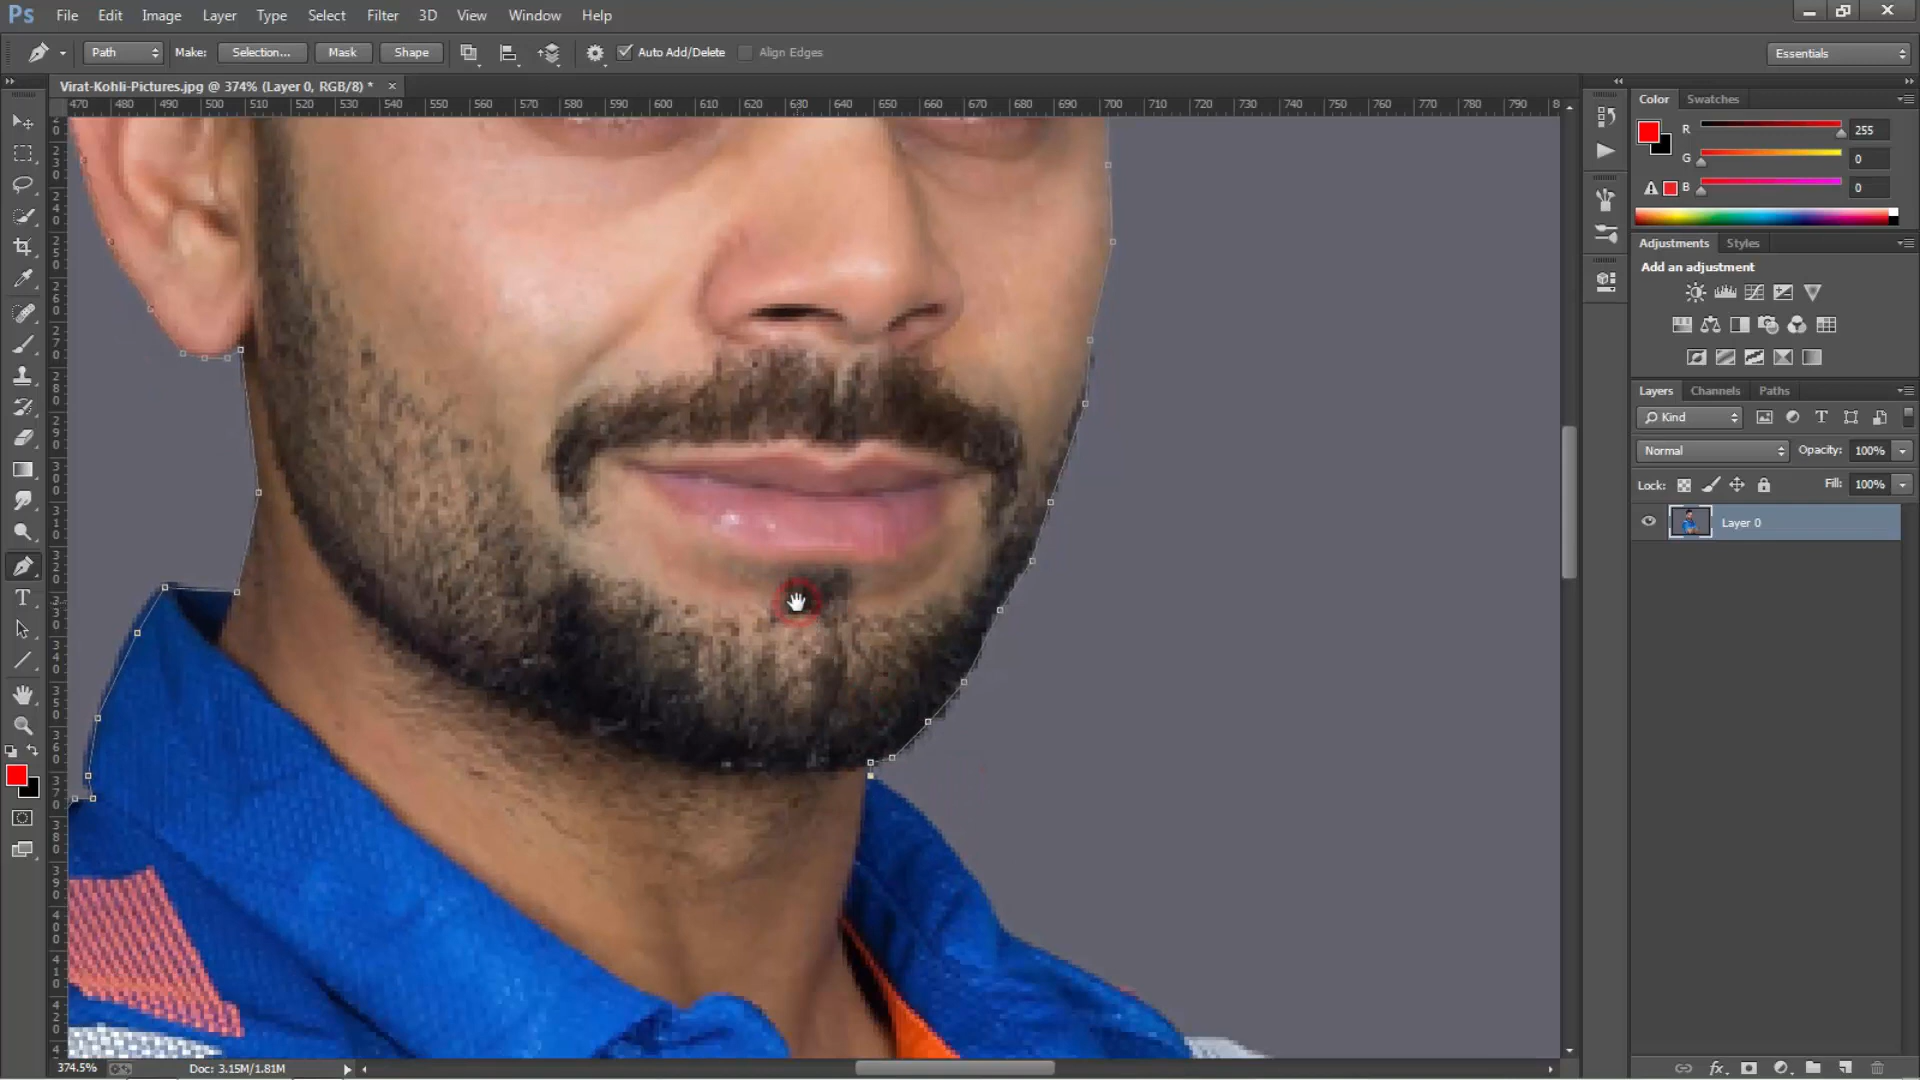 Ps File Edit Image Layer Type Select Filter 3D View Window Help
Path Make: Selection... Mask Shape Auto Add/Delete Align Edges Essentials
Virat-Kohli-Pictures.jpg @ 374% (Layer 0, RGB/8) * ×
470 480 490 500 510 520 530 540 550 560 570 580 590 600 610 620 630 640 650 660 670 680 690 700 710 720 730 740 750 760 770 780 790 8
Color Swatches
R 255
G 0
B 0
Adjustments Styles
Add an adjustment
Layers Channels Paths
Kind
Normal Opacity: 100%
Lock: Fill: 100%
Layer 0
374.5% Doc: 3.15M/1.81M